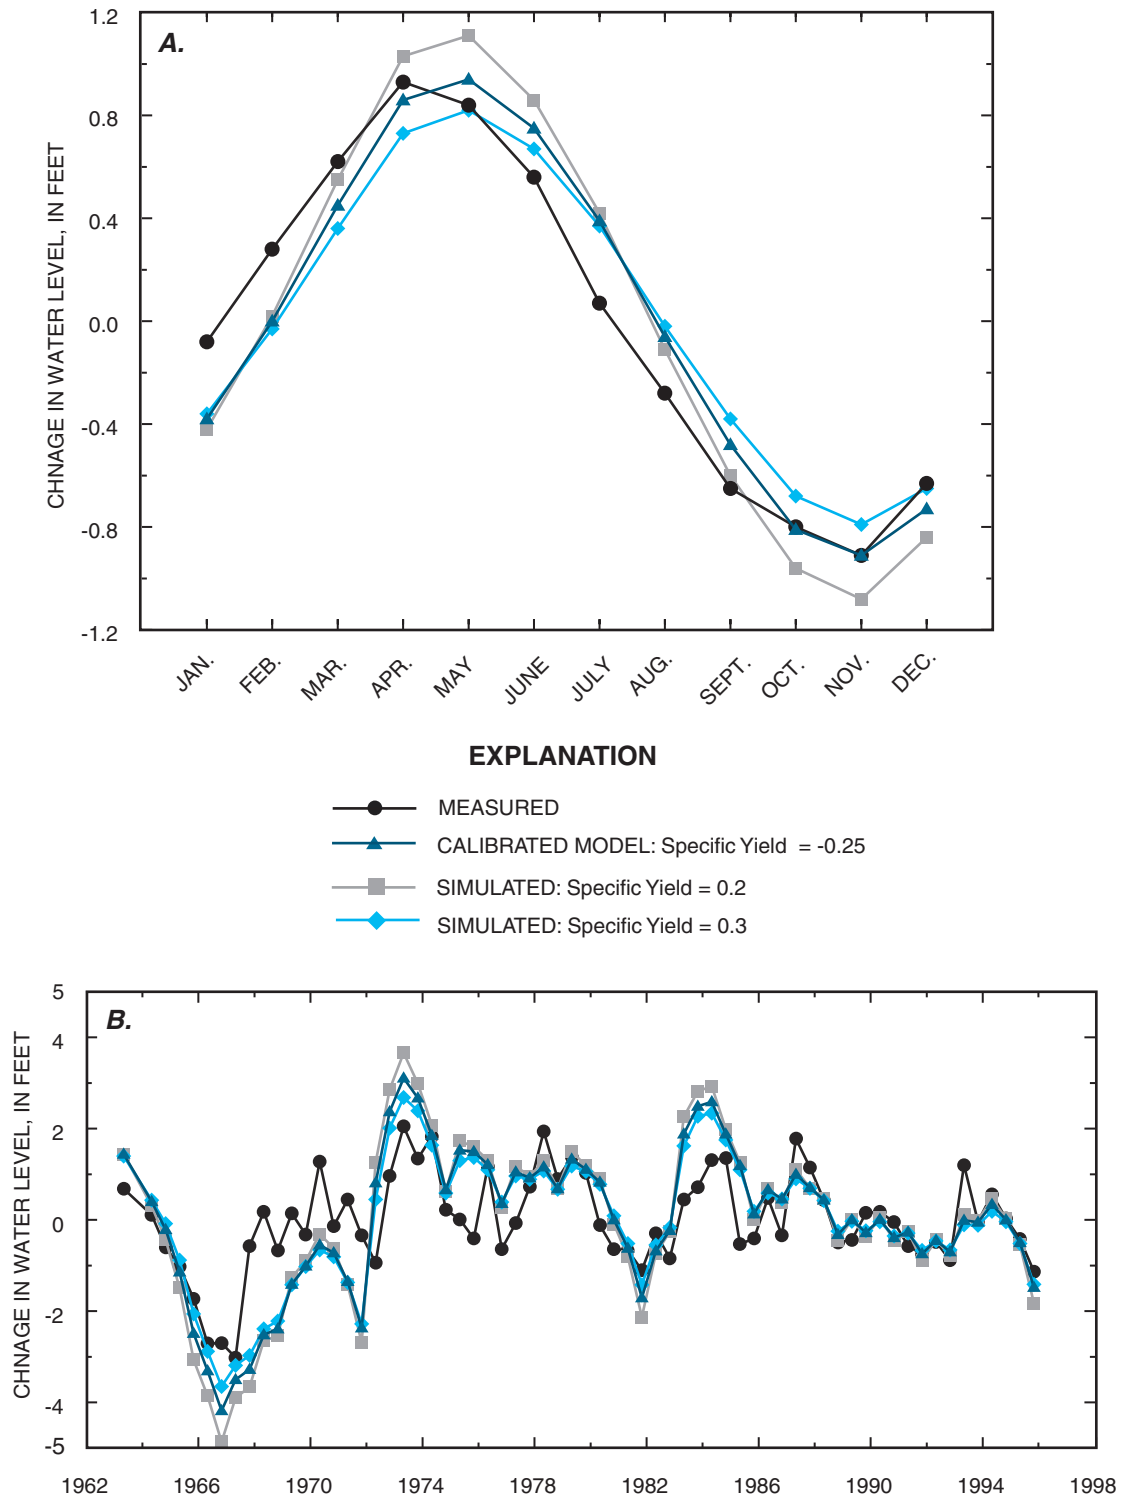 A.
1.2
0.8
0.4
0.0
-0.4
-0.8
-1.2
CHNAGE IN WATER LEVEL, IN FEET
JAN.
FEB.
MAR.
APR.
MAY
JUNE
JULY
AUG.
SEPT.
OCT.
NOV.
DEC.
EXPLANATION
MEASURED
CALIBRATED MODEL: Specific Yield = -0.25
SIMULATED: Specific Yield = 0.2
SIMULATED: Specific Yield = 0.3
B.
5
4
2
0
-2
-4
-5
CHNAGE IN WATER LEVEL, IN FEET
1962
1966
1970
1974
1978
1982
1986
1990
1994
1998